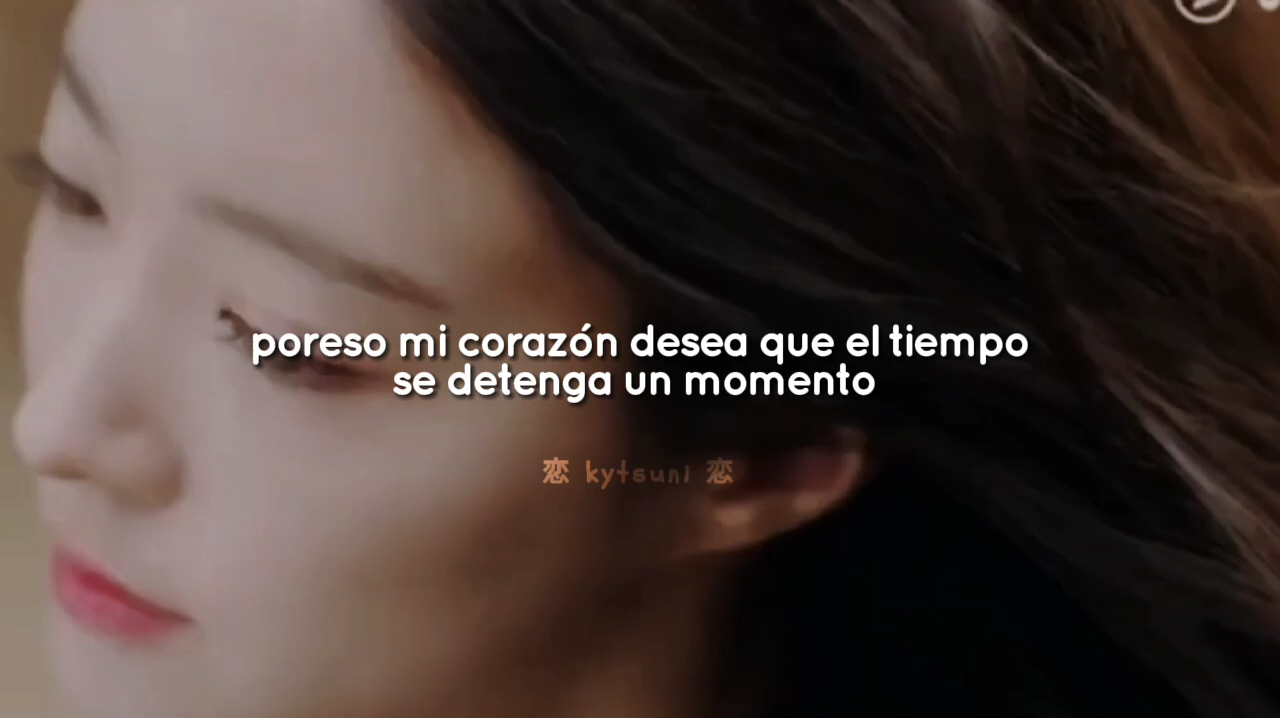 poreso mi corazón desea que el tiempo
se detenga un momento
恋 kytsuni 恋